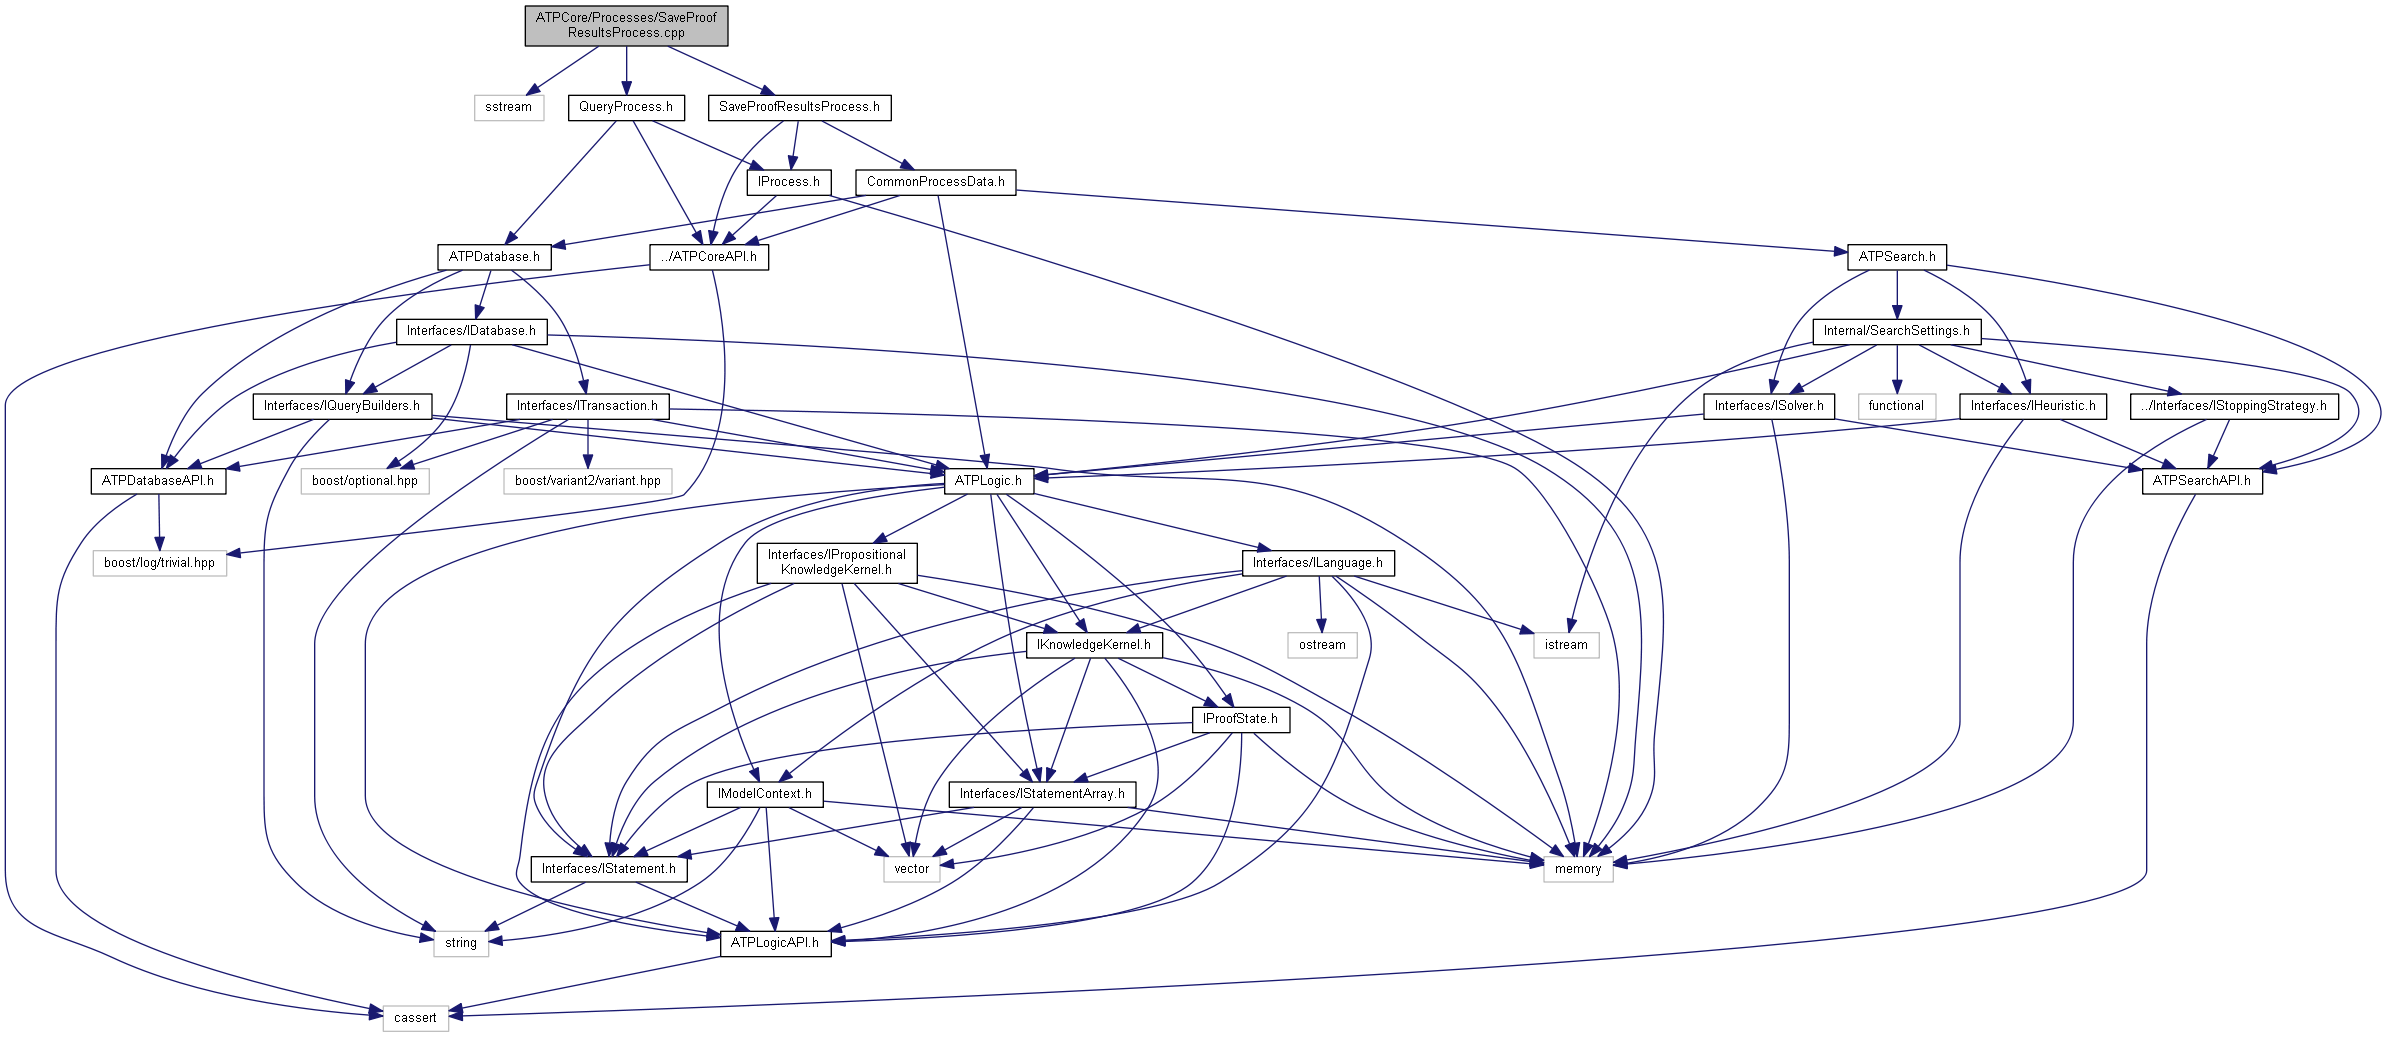 ATPCore/Processes/SaveProof
ResultsProcess.cpp
sstream
QueryProcess.h
SaveProofResultsProcess.h
IProcess.h
CommonProcessData.h
ATPDatabase.h
../ATPCoreAPI.h
ATPSearch.h
Interfaces/IDatabase.h
Internal/SearchSettings.h
Interfaces/IQueryBuilders.h
Interfaces/ITransaction.h
Interfaces/ISolver.h
functional
Interfaces/IHeuristic.h
../Interfaces/IStoppingStrategy.h
ATPDatabaseAPI.h
boost/optional.hpp
boost/variant2/variant.hpp
ATPLogic.h
ATPSearchAPI.h
boost/log/trivial.hpp
Interfaces/IPropositional
KnowledgeKernel.h
Interfaces/ILanguage.h
IKnowledgeKernel.h
ostream
istream
IProofState.h
IModelContext.h
Interfaces/IStatementArray.h
Interfaces/IStatement.h
vector
memory
string
ATPLogicAPI.h
cassert